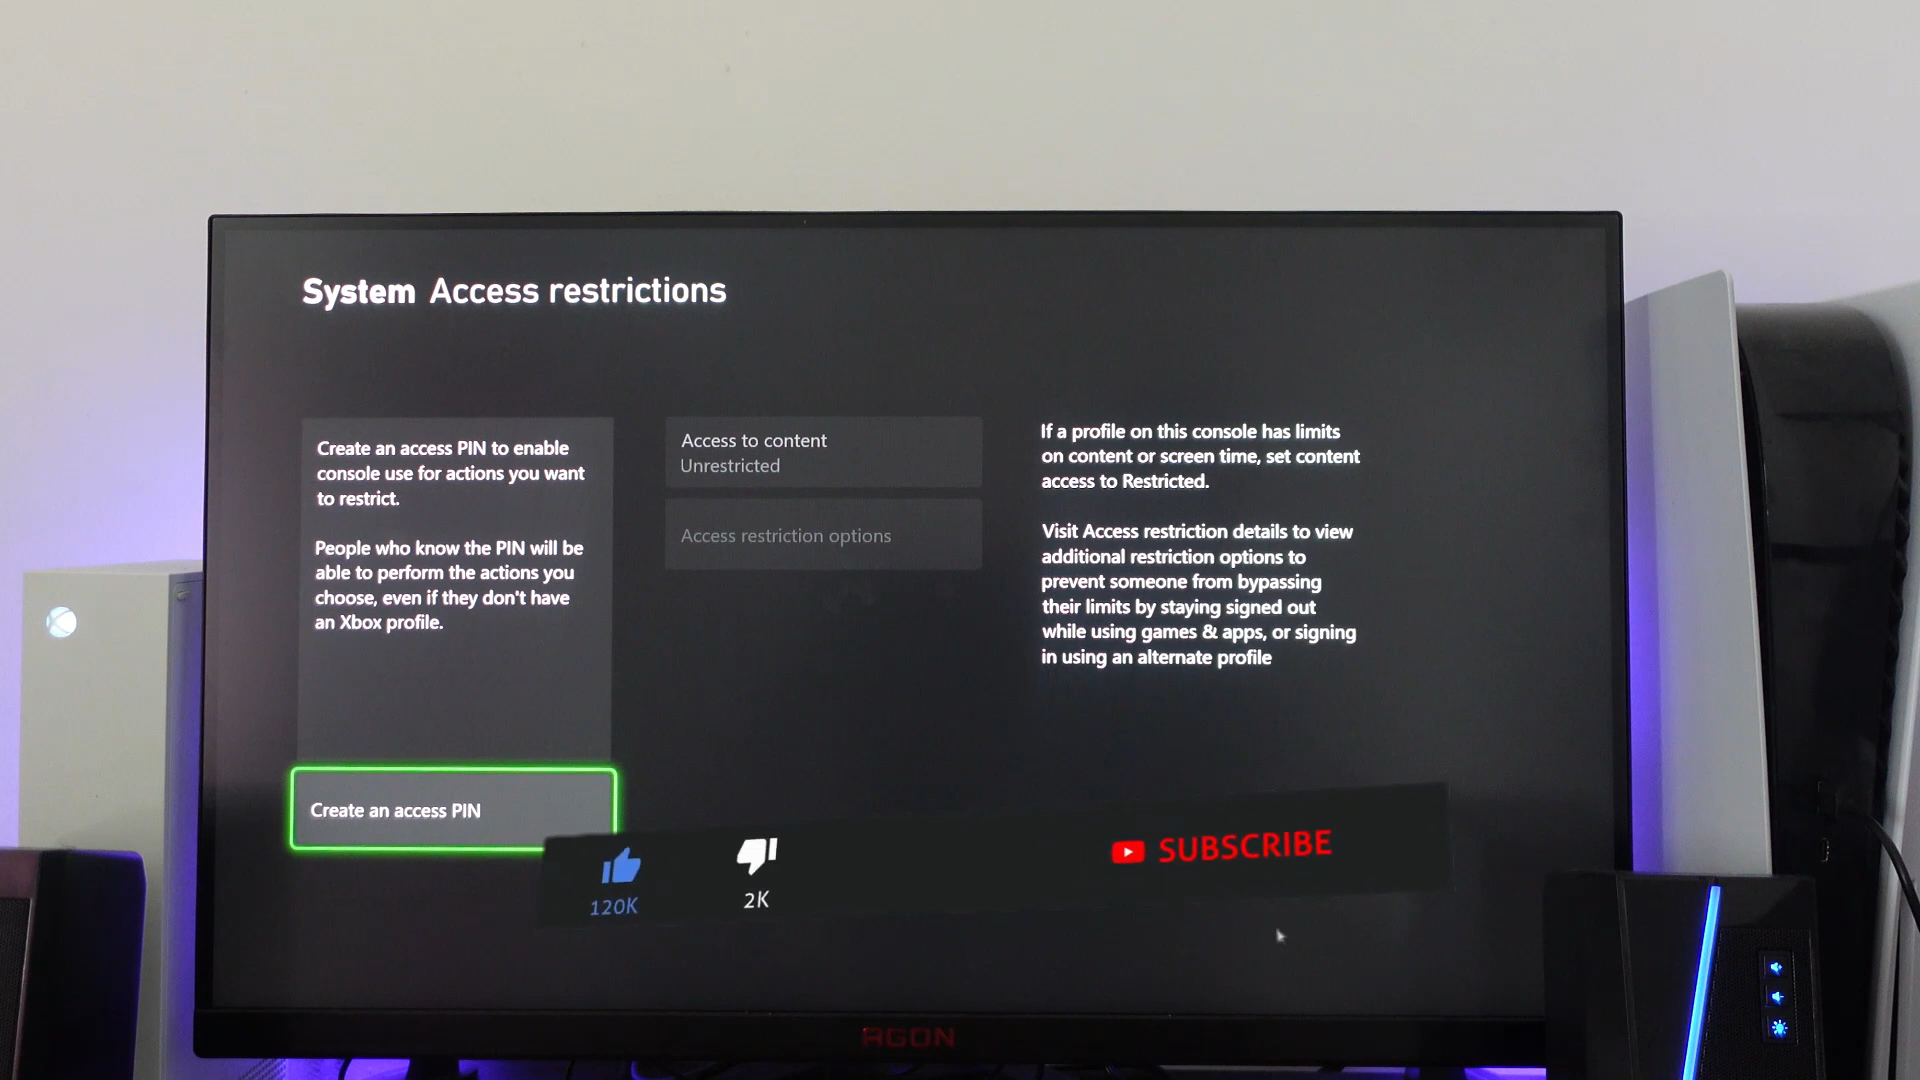 System Access restrictions
Create an access PIN to enable
console use for actions you want
to restrict.
People who know the PIN will be
able to perform the actions you
choose, even if they don't have
an Xbox profile.
Create an access PIN
Access to content
Unrestricted
Access restriction options
If a profile on this console has limits
on content or screen time, set content
access to Restricted.
Visit Access restriction details to view
additional restriction options to
prevent someone from bypassing
their limits by staying signed out
while using games & apps, or signing
in using an alternate profile
120K
2K
SUBSCRIBE
AGON